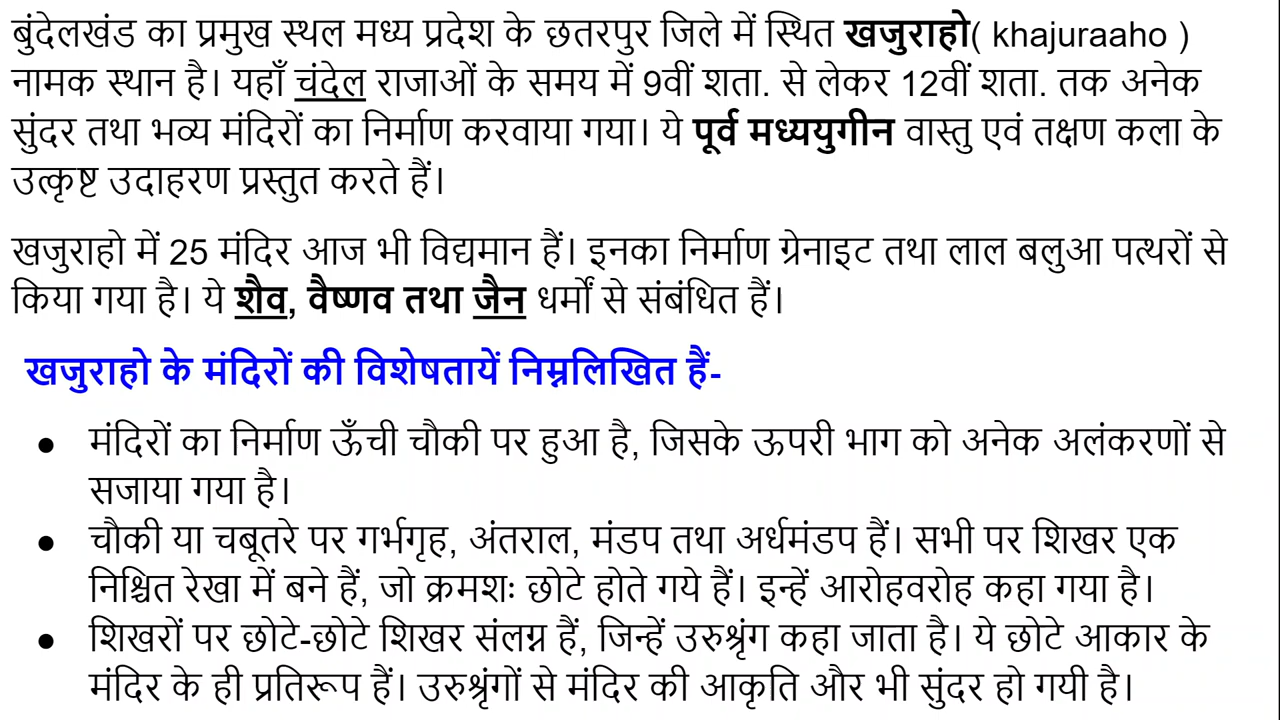 बुंदेलखंड का प्रमुख स्थल मध्य प्रदेश के छतरपुर जिले में स्थित खजुराहो( khajuraaho )
नामक स्थान है। यहाँ चंदेल राजाओं के समय में 9वीं शता. से लेकर 12वीं शता. तक अनेक
सुंदर तथा भव्य मंदिरों का निर्माण करवाया गया। ये पूर्व मध्ययुगीन वास्तु एवं तक्षण कला के
उत्कृष्ट उदाहरण प्रस्तुत करते हैं।
खजुराहो में 25 मंदिर आज भी विद्यमान हैं। इनका निर्माण ग्रेनाइट तथा लाल बलुआ पत्थरों से
किया गया है। ये शैव, वैष्णव तथा जैन धर्मों से संबंधित हैं।
खजुराहो के मंदिरों की विशेषतायें निम्नलिखित हैं-
● मंदिरों का निर्माण ऊँची चौकी पर हुआ है, जिसके ऊपरी भाग को अनेक अलंकरणों से
सजाया गया है।
● चौकी या चबूतरे पर गर्भगृह, अंतराल, मंडप तथा अर्धमंडप हैं। सभी पर शिखर एक
निश्चित रेखा में बने हैं, जो क्रमशः छोटे होते गये हैं। इन्हें आरोहवरोह कहा गया है।
● शिखरों पर छोटे-छोटे शिखर संलग्न हैं, जिन्हें उरुश्रृंग कहा जाता है। ये छोटे आकार के
मंदिर के ही प्रतिरूप हैं। उरुश्रृंगों से मंदिर की आकृति और भी सुंदर हो गयी है।